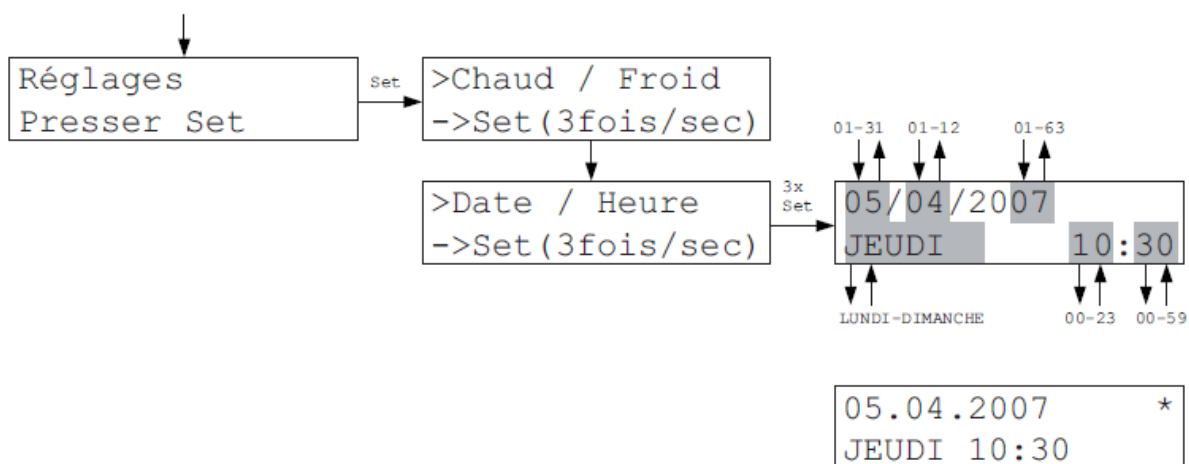 Réglages
Presser Set
Set
>Chaud / Froid
->Set(3fois/sec)
>Date / Heure
->Set(3fois/sec)
3x
Set
01-31 01-12 01-63
05/04/2007
JEUDI 10:30
LUNDI-DIMANCHE 00-23 00-59
05.04.2007 *
JEUDI 10:30